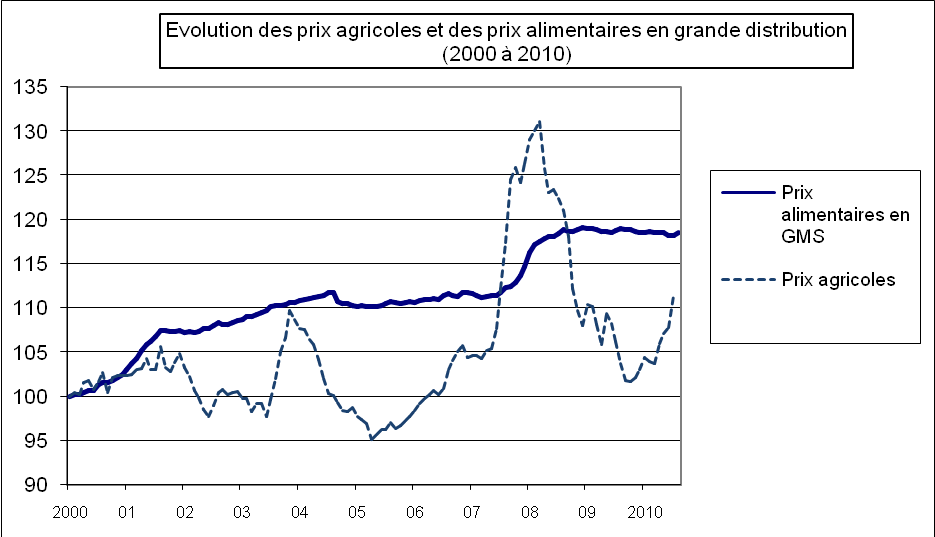 Evolution des prix agricoles et des prix alimentaires en grande distribution
(2000 à 2010)
135
130
125
120
115
110
105
100
95
90
2000 01 02 03 04 05 06 07 08 09 2010
Prix
alimentaires en
GMS
Prix agricoles